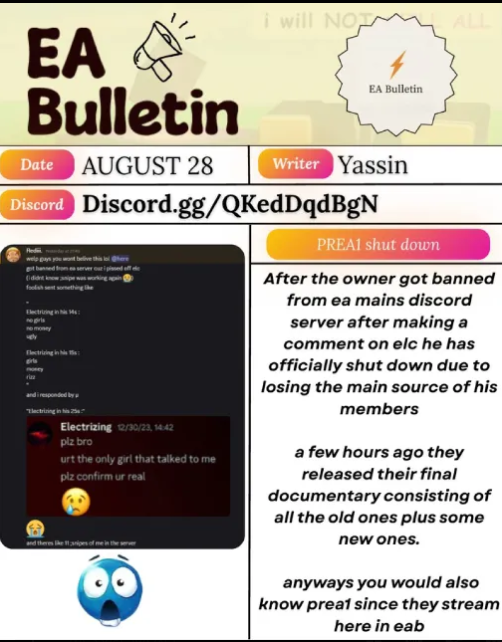 i will NOT ALL
EA
Bulletin
EA Bulletin
Date AUGUST 28
Writer Yassin
Discord Discord.gg/QKedDqdBgN
welp guys you wont belive this lol @here
got banned from ea server cuz i pissed off elc
(i didnt know jxnipe was working again
foolish sent something like
"
Electrizing in his 14s :
no girls
no money
ugly
Electrizing in his 15s :
girls
money
rizz
"
and i responded by µ
"Electrizing in his 25s :"
Electrizing 12/30/23, 14:42
plz bro
urt the only girl that talked to me
plz confirm ur real
and theres like 11 jxnipes of me in the server
PREA1 shut down
After the owner got banned
from ea mains discord
server after making a
comment on elc he has
officially shut down due to
losing the main source of his
members
a few hours ago they
released their final
documentary consisting of
all the old ones plus some
new ones.
anyways you would also
know prea1 since they stream
here in eab